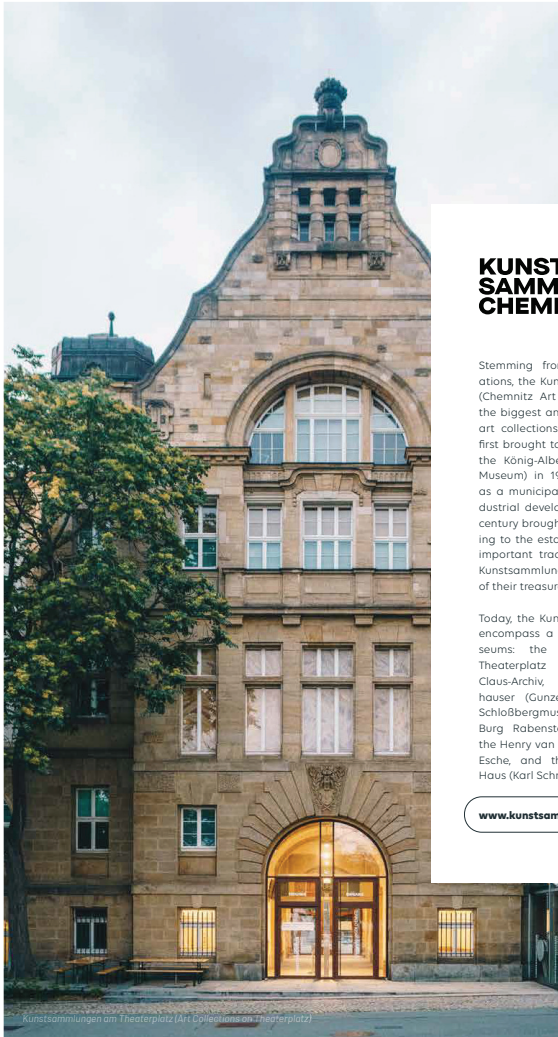 KUNST
SAMM
CHEM
Stemming fro
ations, the Kun
(Chemnitz Art
the biggest an
art collections
first brought to
the König-Albe
Museum) in 19
as a municipa
dustrial develo
century brough
ing to the esta
important trad
Kunstsammlun
of their treasur
Today, the Kun
encompass a
seums: the
Theaterplatz
Claus-Archiv,
hauser (Gunze
Schloßbergmus
Burg Rabenst
the Henry van
Esche, and th
Haus (Karl Schm
www.kunstsam
Kunstsammlungen am Theaterplatz (Art Collections on Theaterplatz)